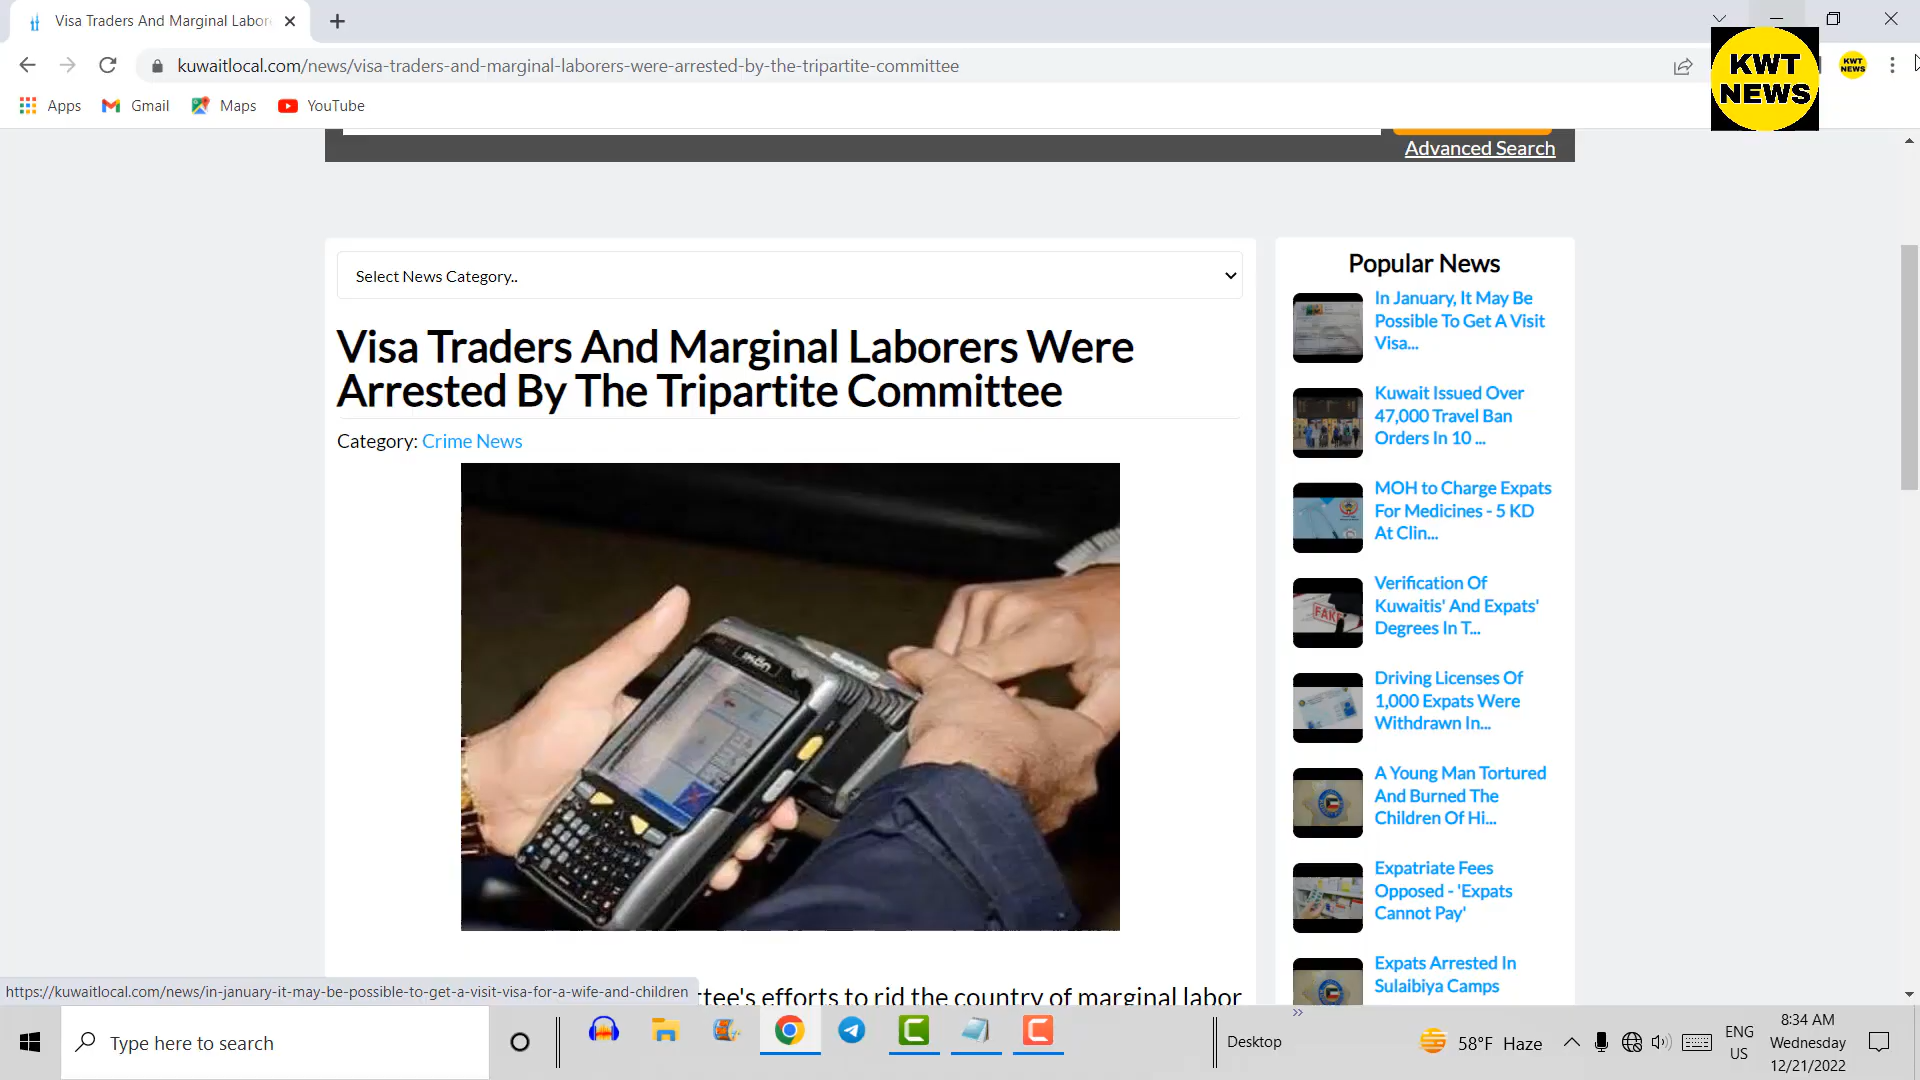 Visa Traders And Marginal Labor
kuwaitlocal.com/news/visa-traders-and-marginal-laborers-were-arrested-by-the-tripartite-committee
KWT
NEWS
KWT
NEWS
Apps
Gmail
Maps
YouTube
Advanced Search
Select News Category..
Visa Traders And Marginal Laborers Were
Arrested By The Tripartite Committee
Category: Crime News
Popular News
In January, It May Be
Possible To Get A Visit
Visa...
Kuwait Issued Over
47,000 Travel Ban
Orders In 10 ...
MOH to Charge Expats
For Medicines - 5 KD
At Clin...
Verification Of
Kuwaitis' And Expats'
Degrees In T...
FAKE
Driving Licenses Of
1,000 Expats Were
Withdrawn In...
A Young Man Tortured
And Burned The
Children Of Hi...
Expatriate Fees
Opposed - 'Expats
Cannot Pay'
Expats Arrested In
Sulaibiya Camps
https://kuwaitlocal.com/news/in-january-it-may-be-possible-to-get-a-visit-visa-for-a-wife-and-children
ttee's efforts to rid the country of marginal labor
Type here to search
Desktop
58°F Haze
ENG
US
8:34 AM
Wednesday
12/21/2022